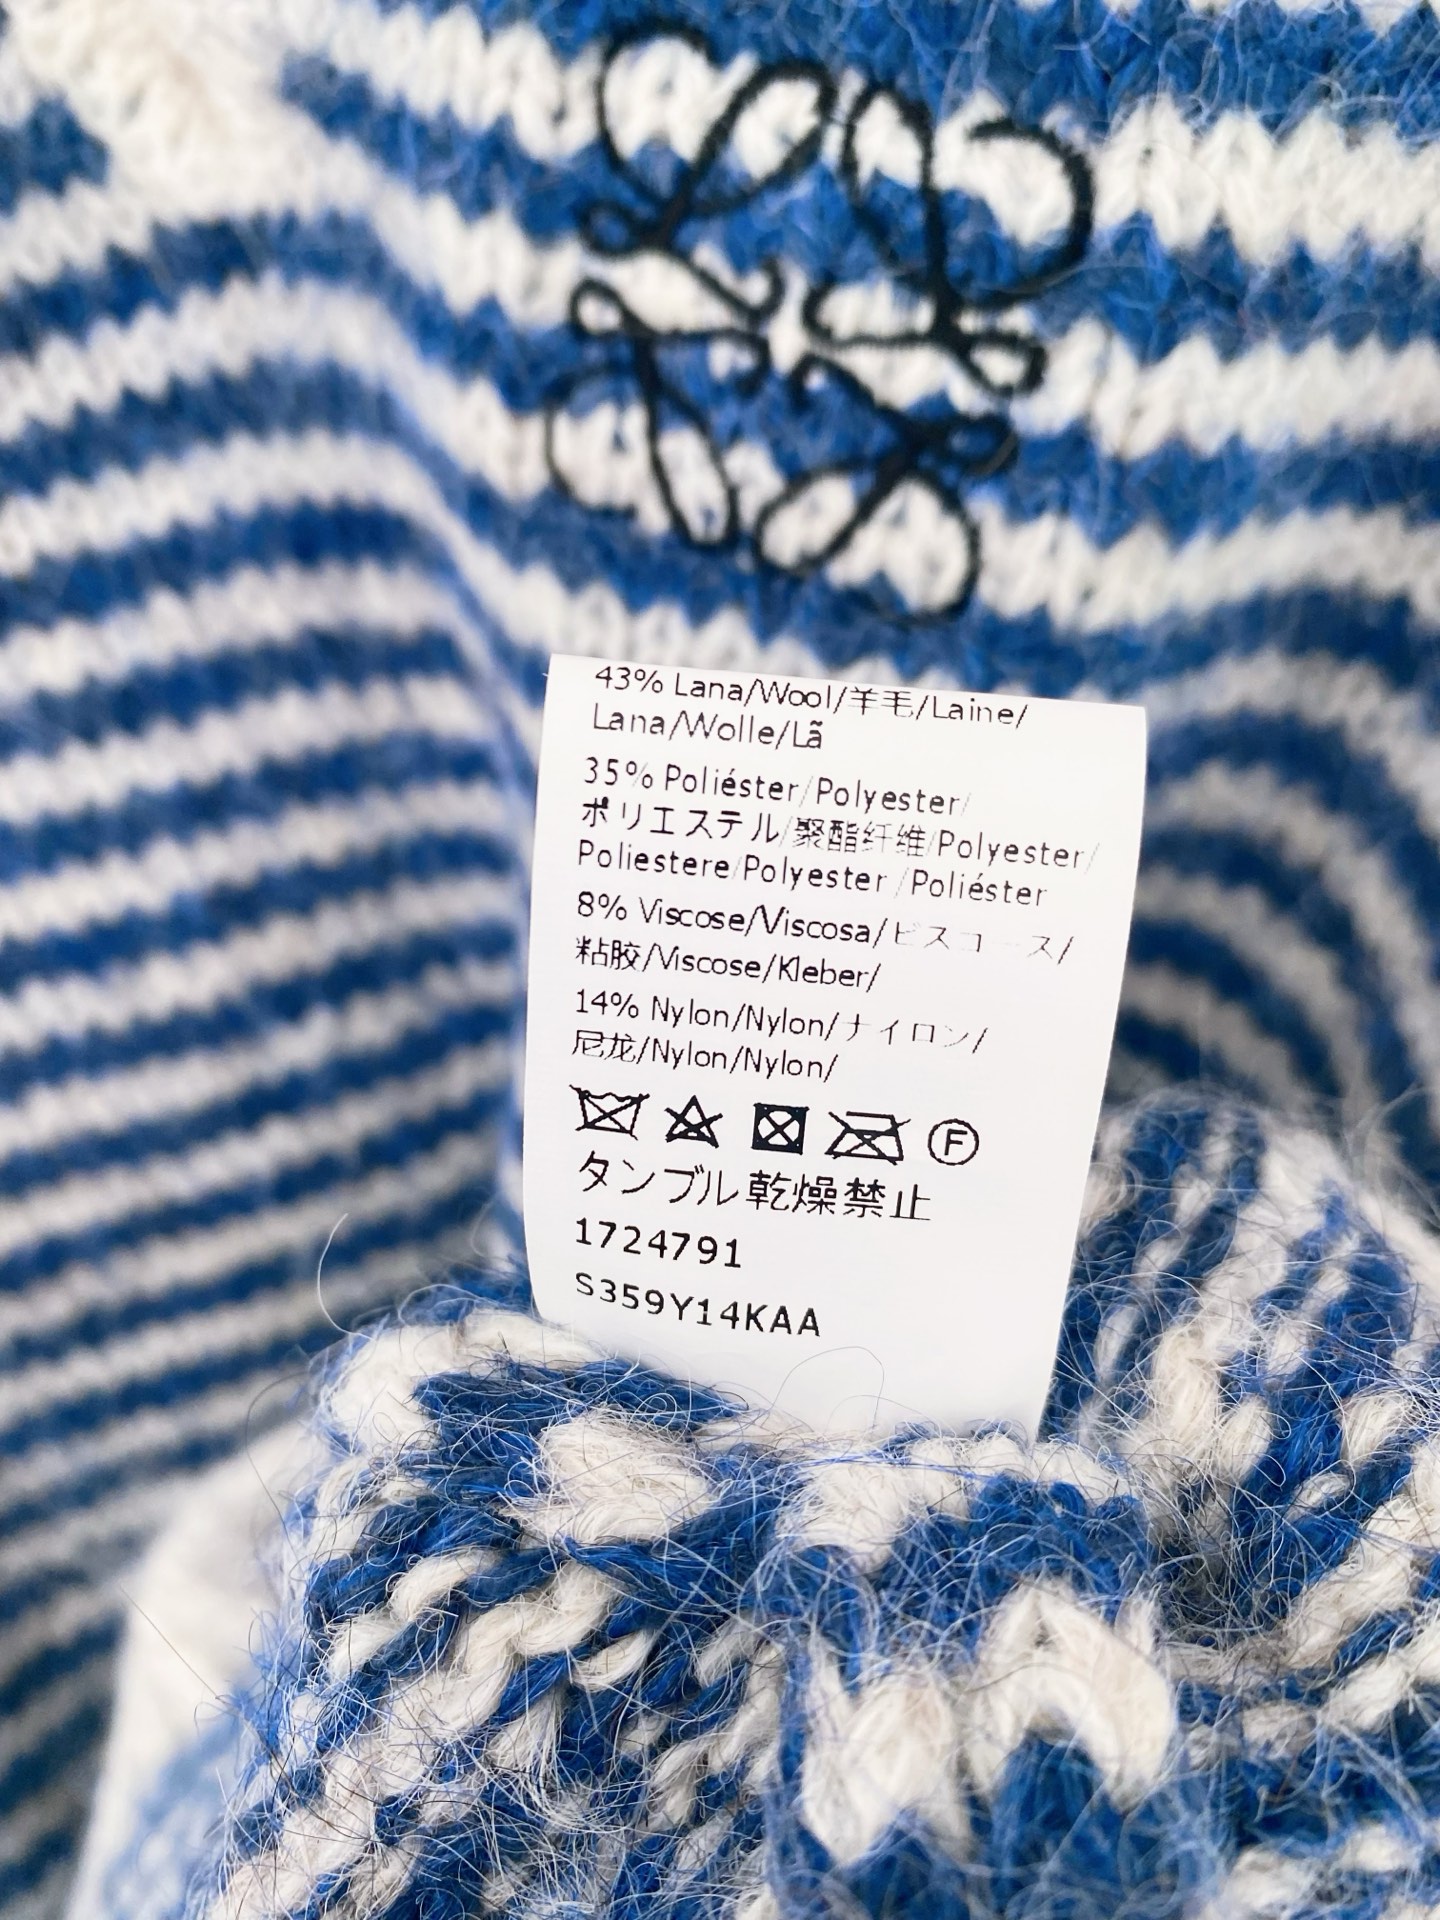 43% Lana/Wool/羊毛/Laine/
Lana/Wolle/Lã
35% Poliéster/Polyester/
ポリエステル/聚酯纤维/Polyester/
Poliestere/Polyester /Poliéster
8% Viscose/Viscosa/ビスコース/
粘胶/Viscose/Kleber/
14% Nylon/Nylon/ナイロン/
尼龙/Nylon/Nylon/
F
タンブル乾燥禁止
1724791
S359Y14KAA